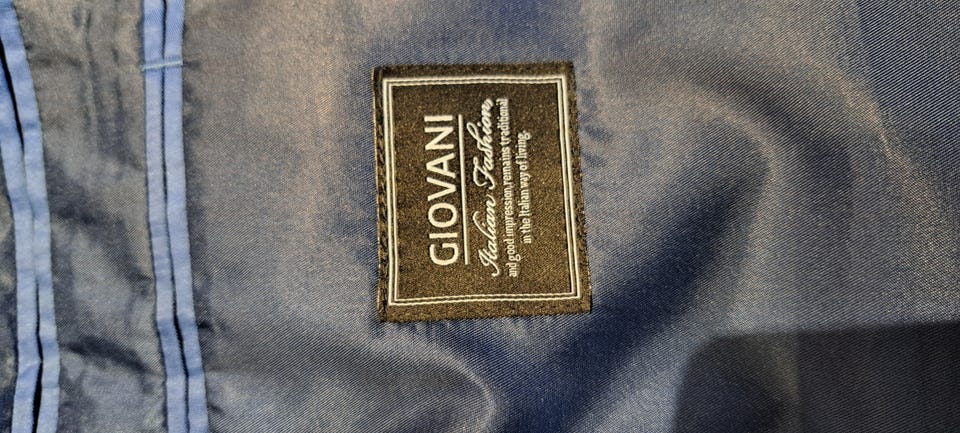 GIOVANI
Italian Fashion,
and good impression,remains traditional
in the Italian way of living.